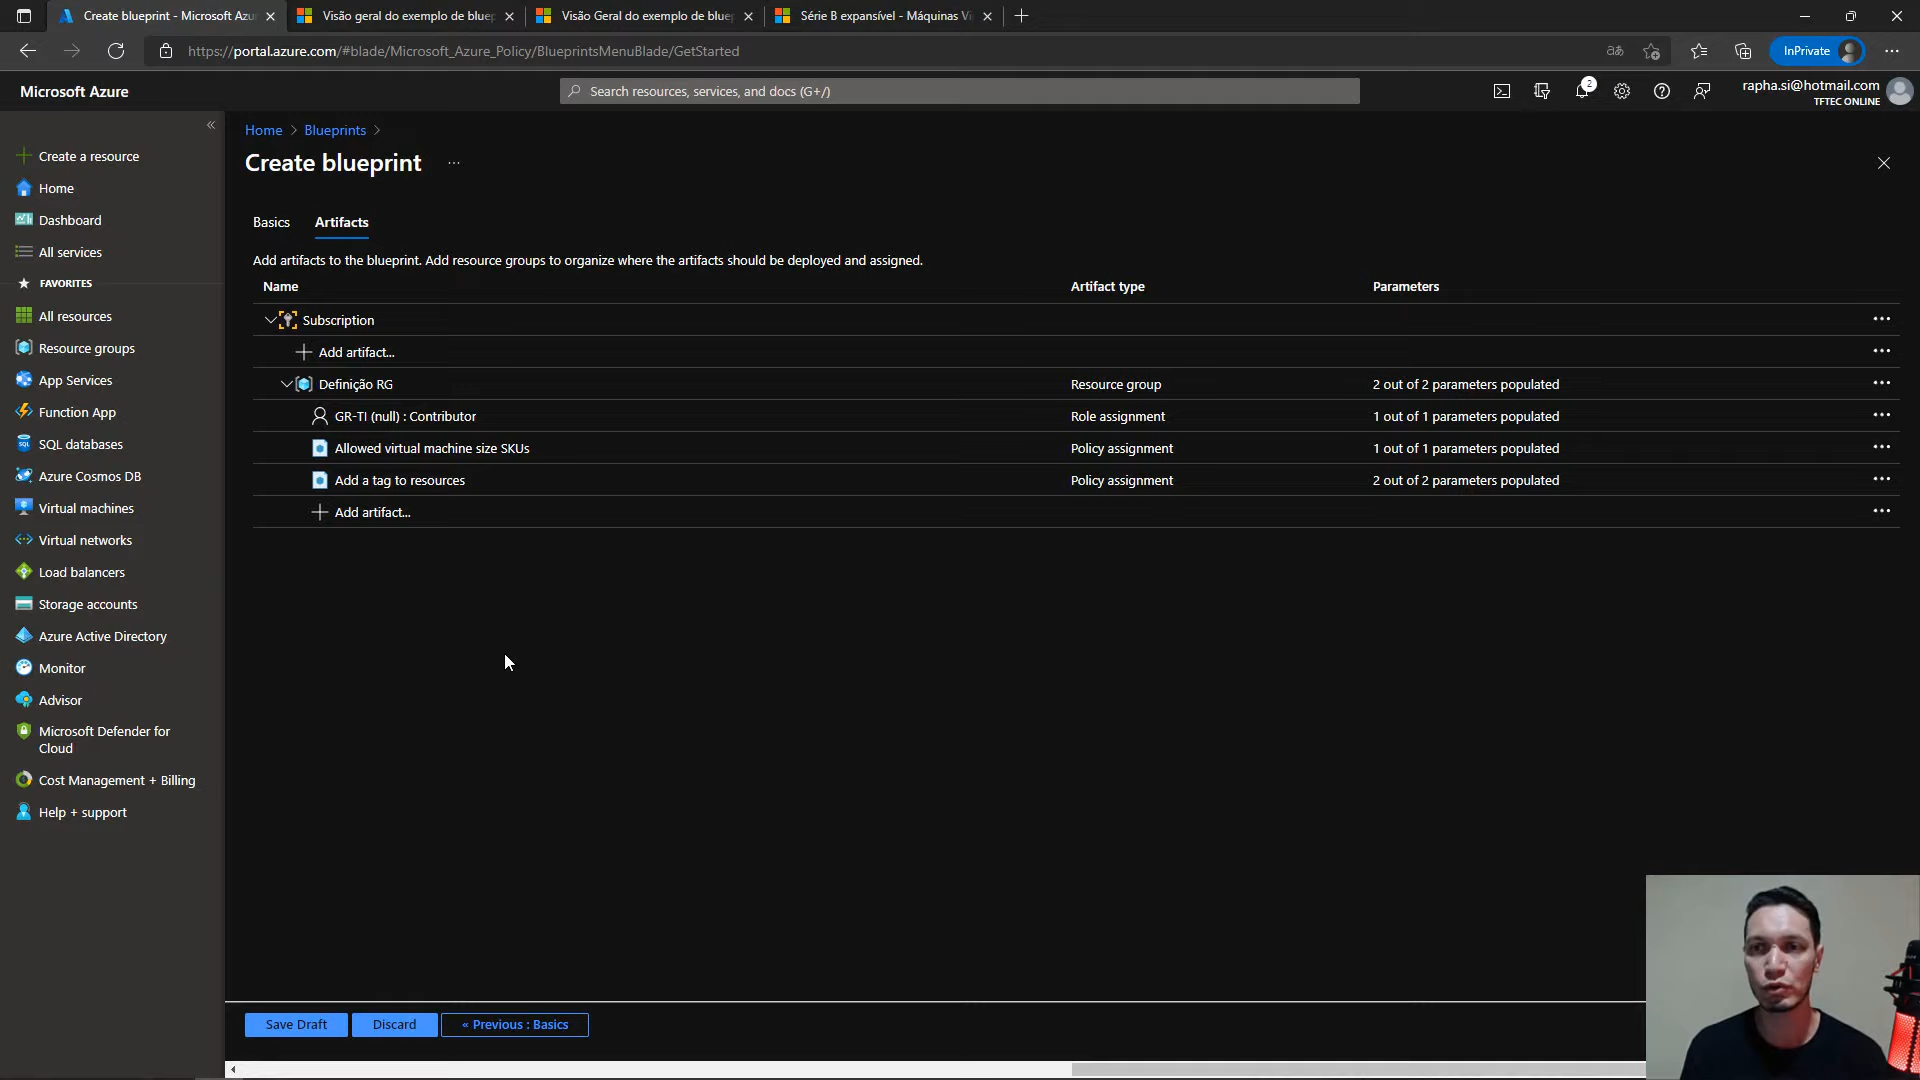 Create blueprint - Microsoft Azu
Visão geral do exemplo de bluep
Visão Geral do exemplo de blue
Série B expansível - Máquinas Vi
https://portal.azure.com/#blade/Microsoft_Azure_Policy/BlueprintsMenuBlade/GetStarted
InPrivate
Microsoft Azure
Search resources, services, and docs (G+/)
2
rapha.si@hotmail.com
TFTEC ONLINE
Create a resource
Home
Dashboard
All services
FAVORITES
All resources
Resource groups
App Services
Function App
SQL databases
Azure Cosmos DB
Virtual machines
Virtual networks
Load balancers
Storage accounts
Azure Active Directory
Monitor
Advisor
Microsoft Defender for
Cloud
Cost Management + Billing
Help + support
Home > Blueprints >
Create blueprint ...
Basics Artifacts
Add artifacts to the blueprint. Add resource groups to organize where the artifacts should be deployed and assigned.
Name Artifact type Parameters
Subscription
Add artifact...
Definição RG Resource group 2 out of 2 parameters populated
GR-TI (null) : Contributor Role assignment 1 out of 1 parameters populated
Allowed virtual machine size SKUs Policy assignment 1 out of 1 parameters populated
Add a tag to resources Policy assignment 2 out of 2 parameters populated
Add artifact...
Save Draft Discard « Previous : Basics